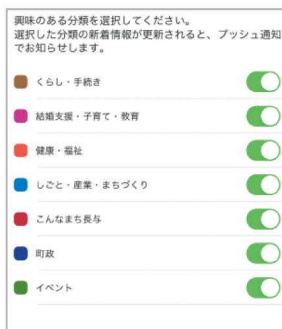 興味のある分類を選択してください。
選択した分類の新着情報が更新されると、プッシュ通知
でお知らせします。
くらし・手続き
結婚支援・子育て・教育
健康・福祉
しごと・産業・まちづくり
こんなまち長与
町政
イベント